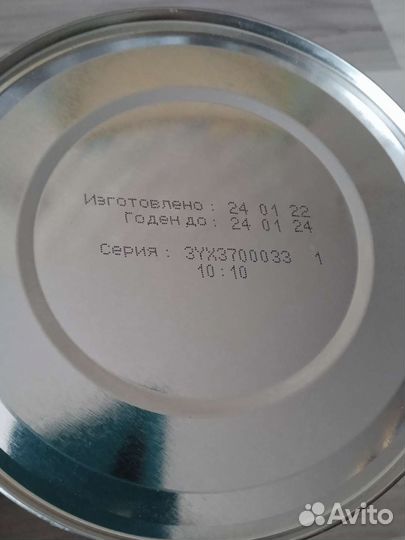 Изготовлено : 24 01 22
Годен до : 24 01 24
Серия : 3YX3700033 1
10:10
Avito